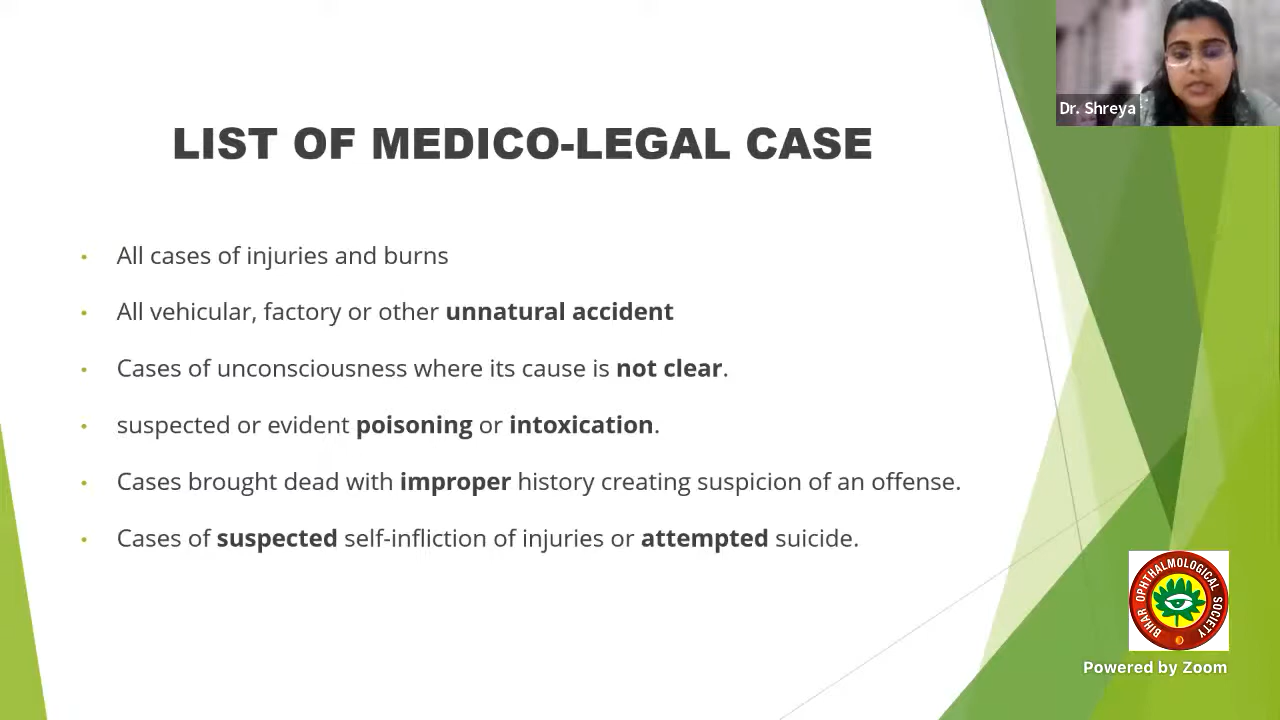 Dr. Shreya
LIST OF MEDICO-LEGAL CASE
• All cases of injuries and burns
• All vehicular, factory or other unnatural accident
• Cases of unconsciousness where its cause is not clear.
• suspected or evident poisoning or intoxication.
• Cases brought dead with improper history creating suspicion of an offense.
• Cases of suspected self-infliction of injuries or attempted suicide.
BIHAR OPHTHALMOLOGICAL SOCIETY
Powered by Zoom